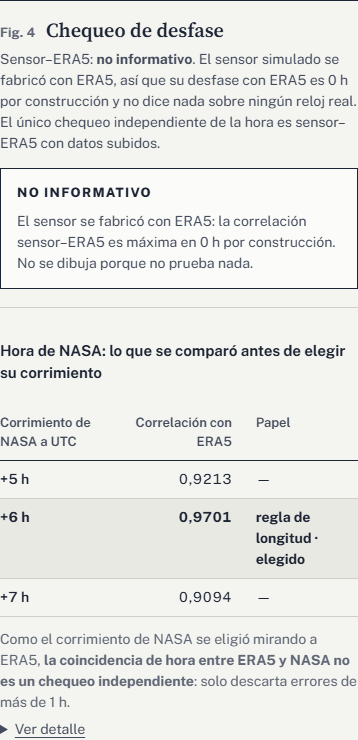 Fig. 4 Chequeo de desfase
Sensor–ERA5: no informativo. El sensor simulado se
fabricó con ERA5, así que su desfase con ERA5 es 0 h
por construcción y no dice nada sobre ningún reloj real.
El único chequeo independiente de la hora es sensor–
ERA5 con datos subidos.
NO INFORMATIVO
El sensor se fabricó con ERA5: la correlación
sensor–ERA5 es máxima en 0 h por construcción.
No se dibuja porque no prueba nada.
Hora de NASA: lo que se comparó antes de elegir
su corrimiento
Corrimiento de Correlación con Papel
NASA a UTC ERA5
+5 h 0,9213 —
+6 h 0,9701 regla de
longitud ·
elegido
+7 h 0,9094 —
Como el corrimiento de NASA se eligió mirando a
ERA5, la coincidencia de hora entre ERA5 y NASA no
es un chequeo independiente: solo descarta errores de
más de 1 h.
▶ Ver detalle